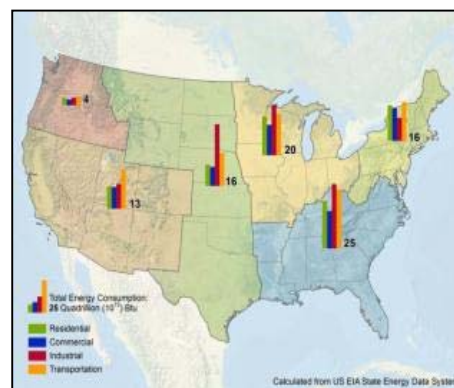 4
16
20
16
13
25
Total Energy Consumption:
25 Quadrillion (10¹⁵) Btu
Residential
Commercial
Industrial
Transportation
Calculated from US EIA State Energy Data System